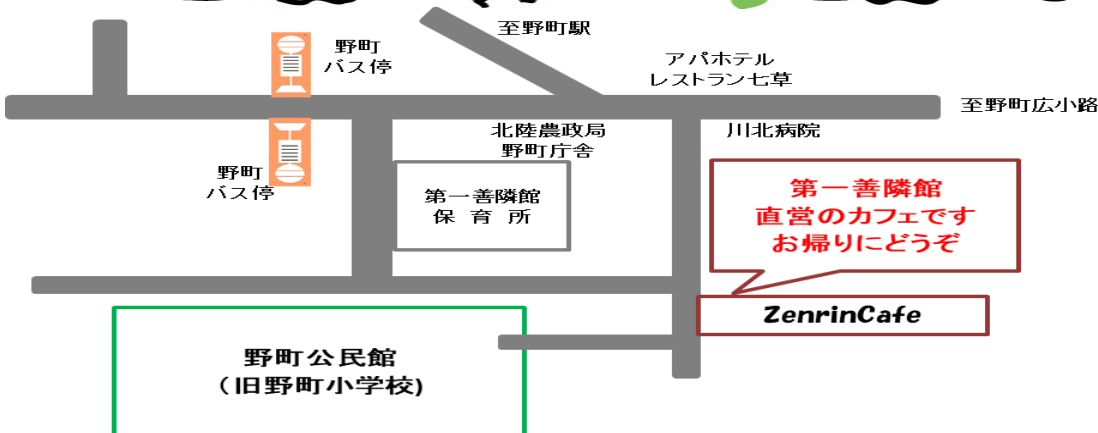 至野町駅
野町
バス停
アパホテル
レストラン七草
至野町広小路
北陸農政局
野町庁舎
川北病院
野町
バス停
第一善隣館
保 育 所
第一善隣館
直営のカフェです
お帰りにどうぞ
ZenrinCafe
野町公民館
（旧野町小学校)